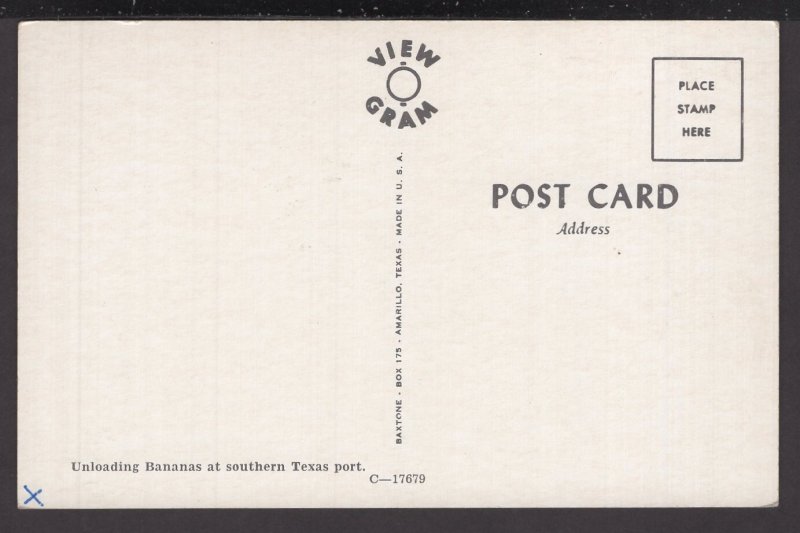 VIEW
GRAM
PLACE
STAMP
HERE
POST CARD
Address
BAXTONE - BOX 175 - AMARILLO, TEXAS - MADE IN U. S. A.
Unloading Bananas at southern Texas port.
C—17679
X